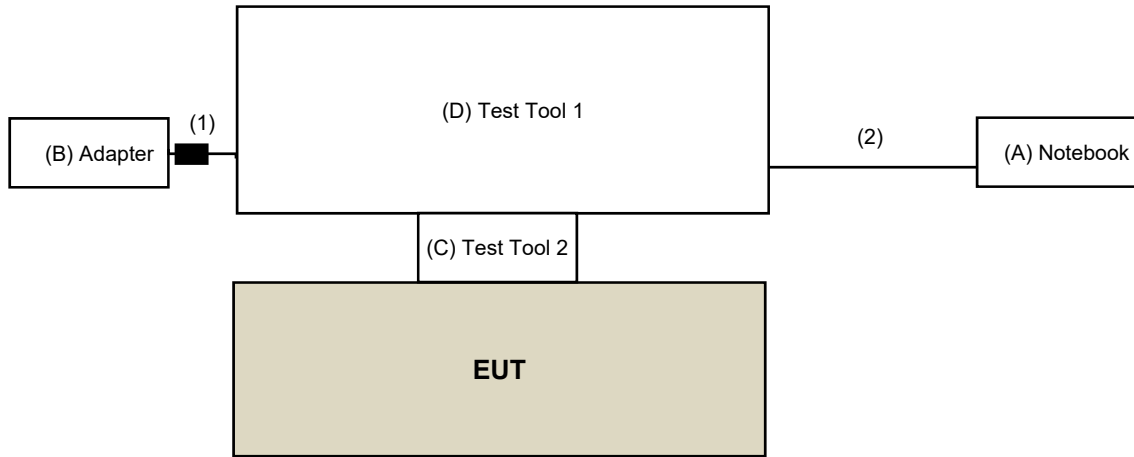 (D) Test Tool 1
(1)
(B) Adapter
(2)
(A) Notebook
(C) Test Tool 2
EUT